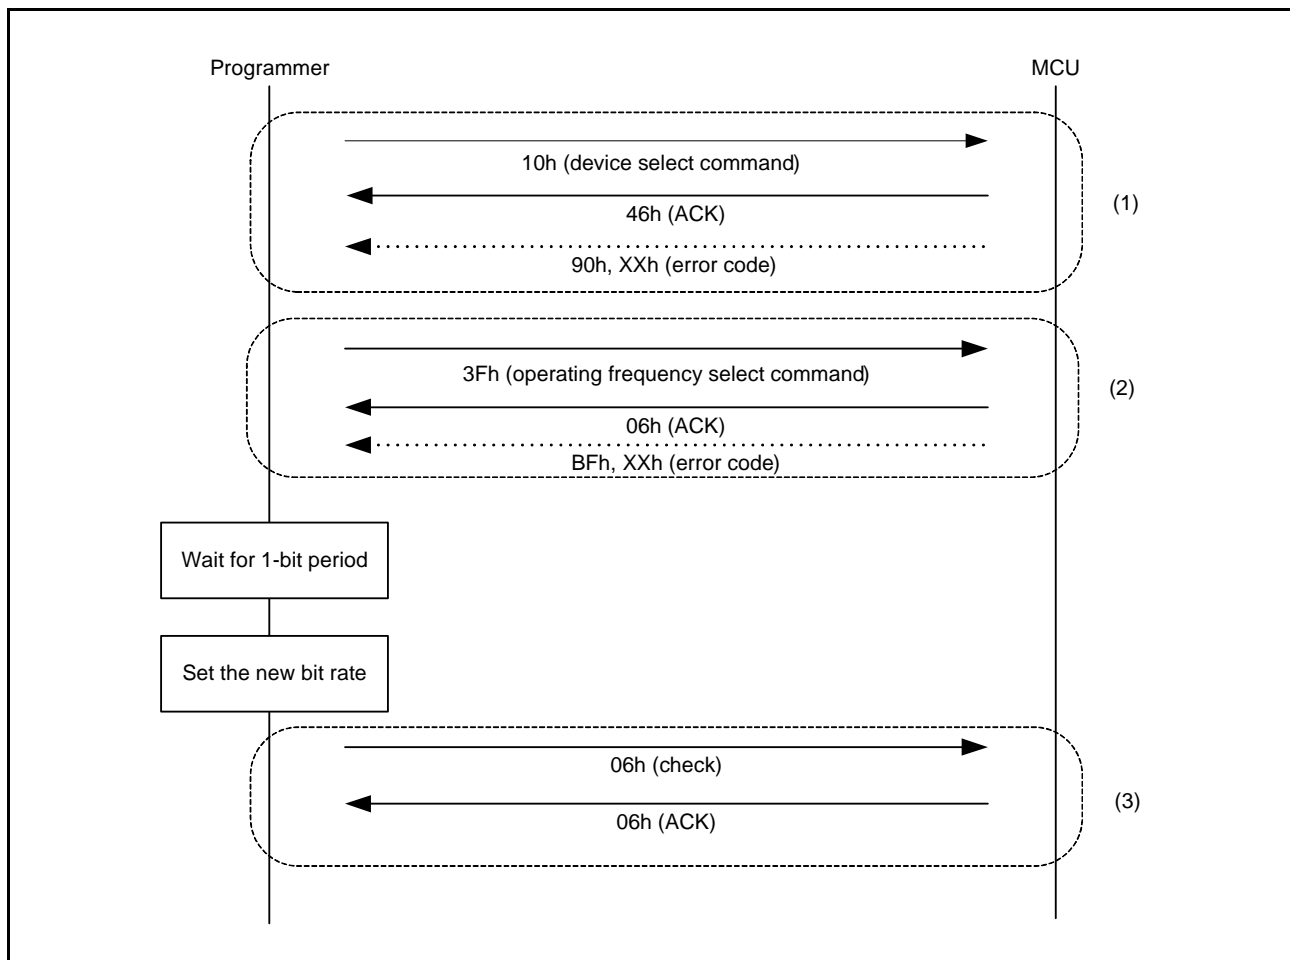 Programmer
MCU
10h (device select command)
46h (ACK)
(1)
90h, XXh (error code)
3Fh (operating frequency select command)
(2)
06h (ACK)
BFh, XXh (error code)
Wait for 1-bit period
Set the new bit rate
06h (check)
(3)
06h (ACK)